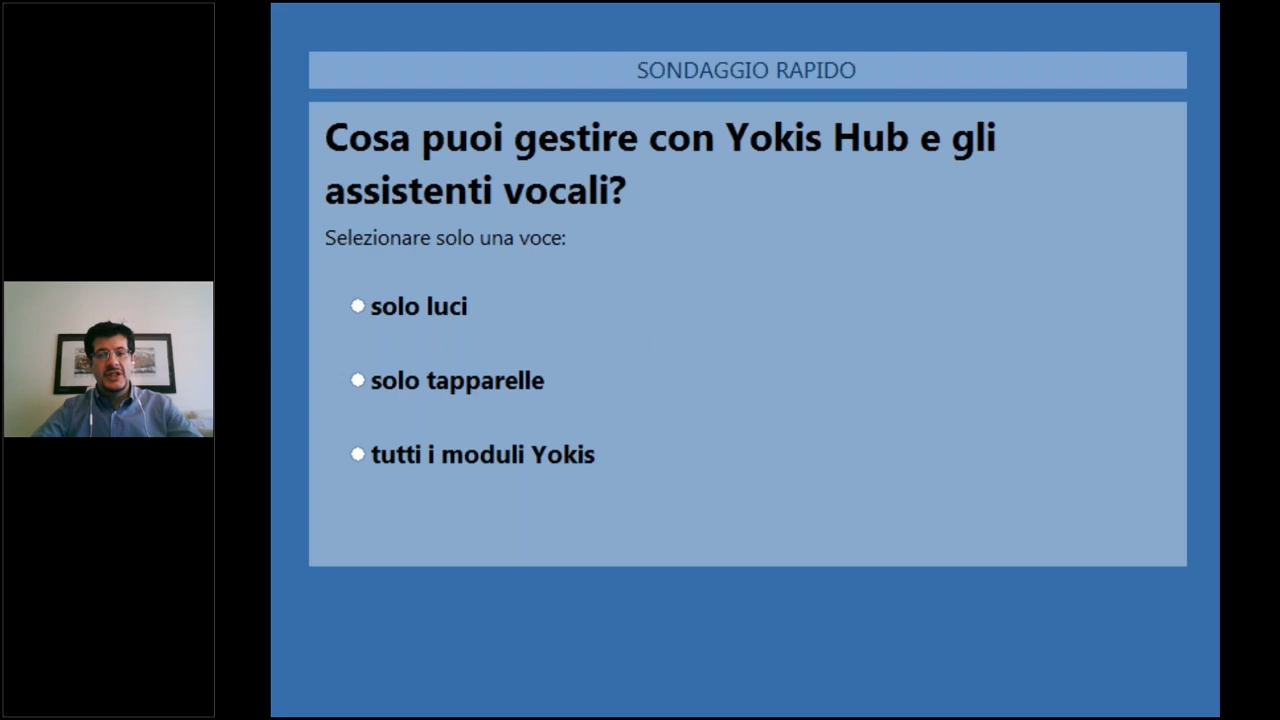 SONDAGGIO RAPIDO
Cosa puoi gestire con Yokis Hub e gli
assistenti vocali?
Selezionare solo una voce:
solo luci
solo tapparelle
tutti i moduli Yokis